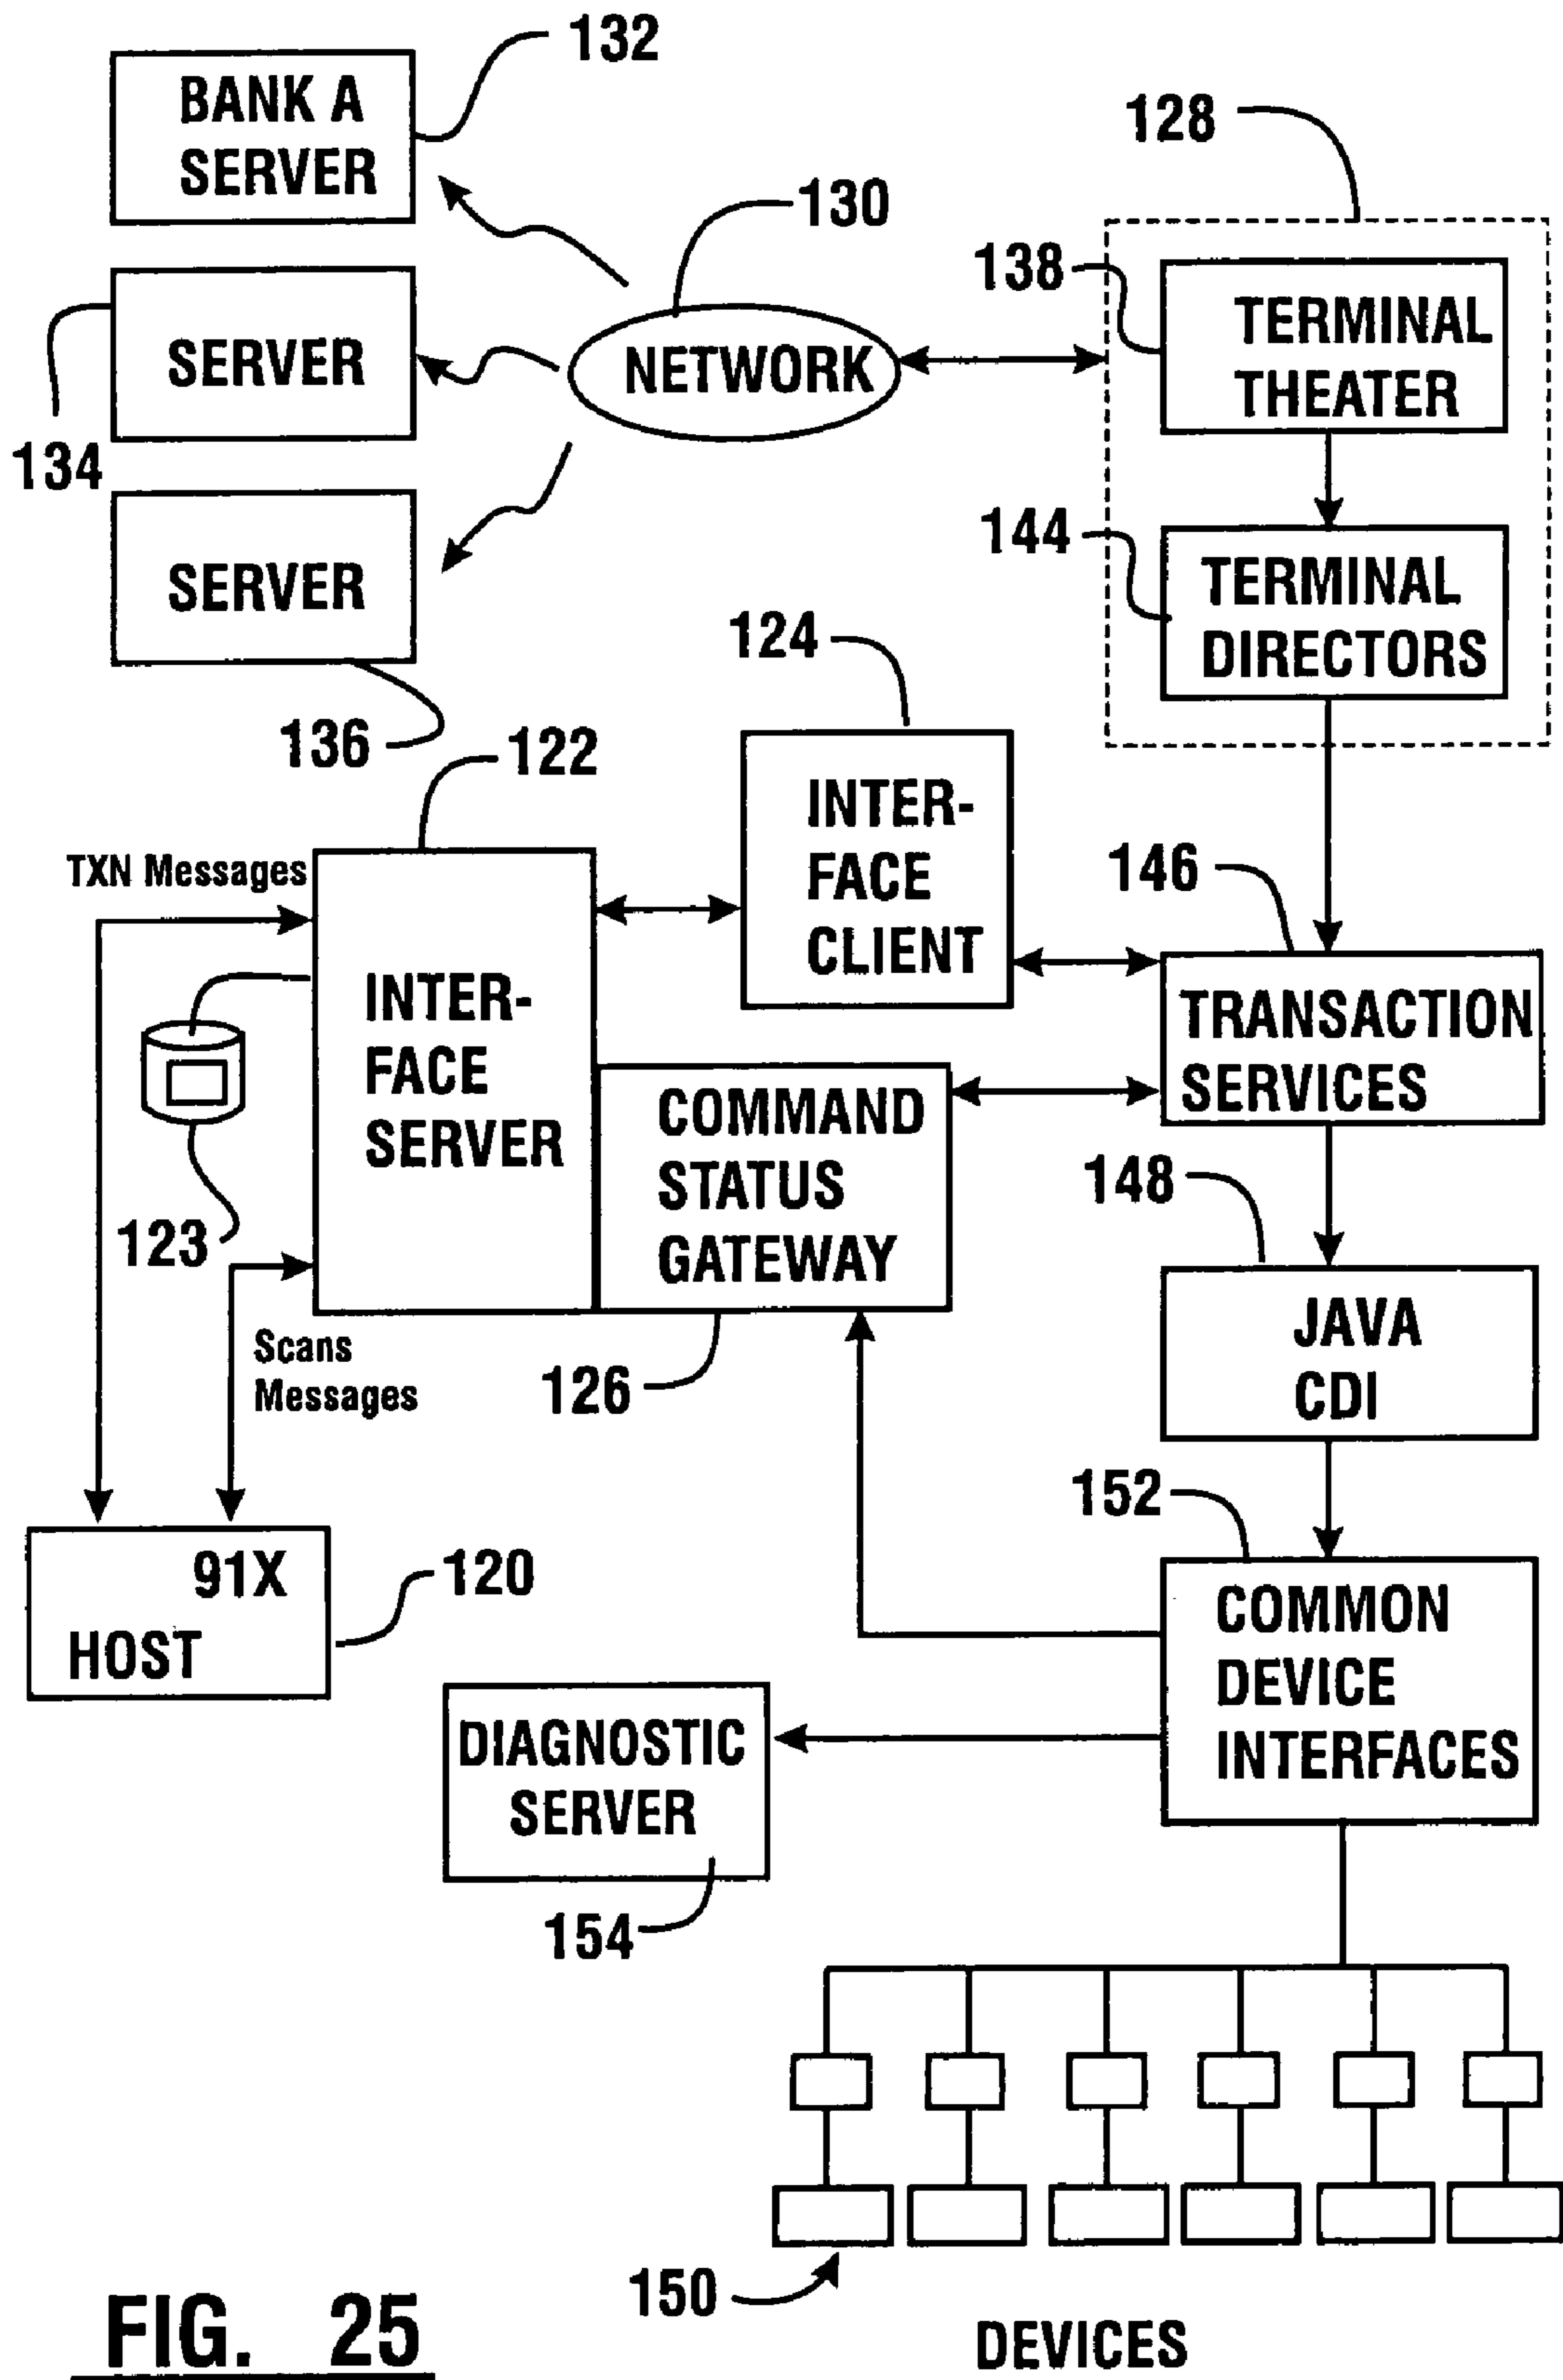 132
BANK A
SERVER
128
130
138
TERMINAL
THEATER
SERVER
NETWORK
134
144
TERMINAL
DIRECTORS
SERVER
124
136
122
INTER-
FACE
CLIENT
TXN Messages
146
INTER-
FACE
SERVER
TRANSACTION
SERVICES
COMMAND
STATUS
GATEWAY
123
148
JAVA
CDI
Scans
Messages
126
152
91X
HOST
120
COMMON
DEVICE
INTERFACES
DIAGNOSTIC
SERVER
154
150
DEVICES
FIG. 25